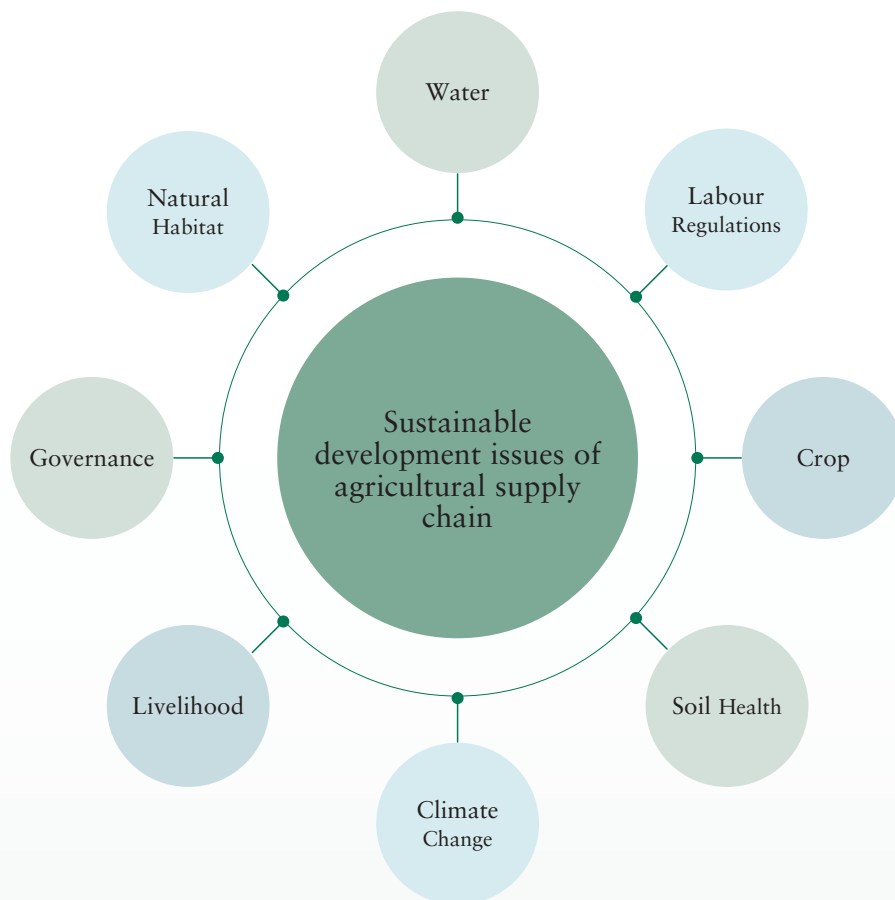 Water
Natural
Habitat
Labour
Regulations
Governance
Sustainable
development issues of
agricultural supply
chain
Crop
Livelihood
Soil Health
Climate
Change